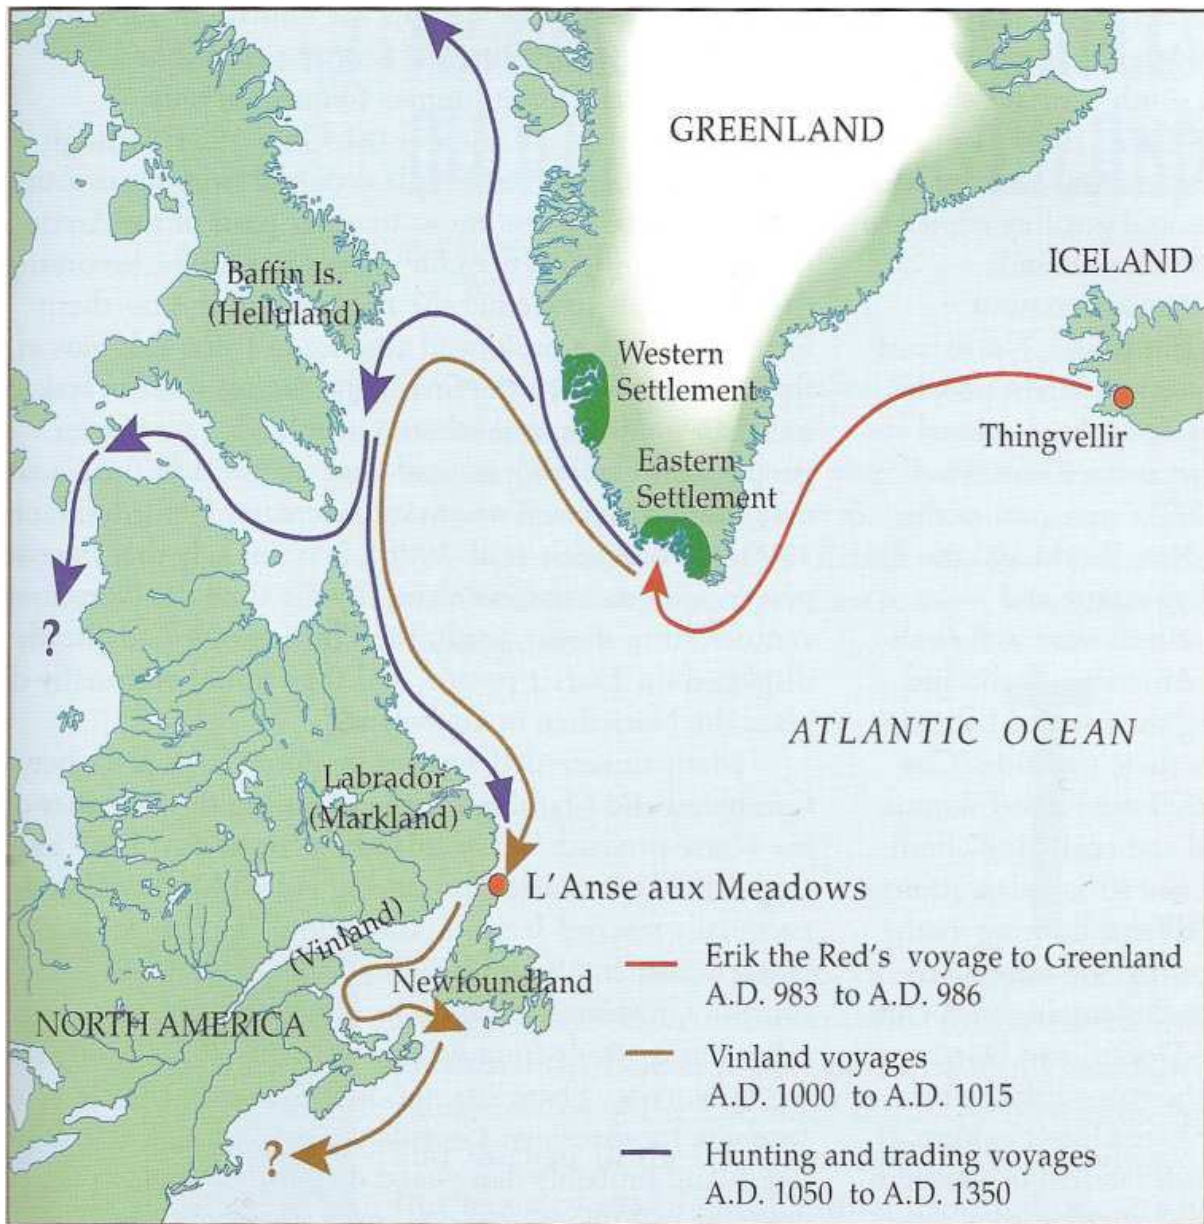 GREENLAND
ICELAND
Baffin Is.
(Helluland)
Western
Settlement
Thingvellir
Eastern
Settlement
?
ATLANTIC OCEAN
Labrador
(Markland)
L'Anse aux Meadows
(Vinland)
Newfoundland
NORTH AMERICA
?
Erik the Red's voyage to Greenland
A.D. 983 to A.D. 986
Vinland voyages
A.D. 1000 to A.D. 1015
Hunting and trading voyages
A.D. 1050 to A.D. 1350